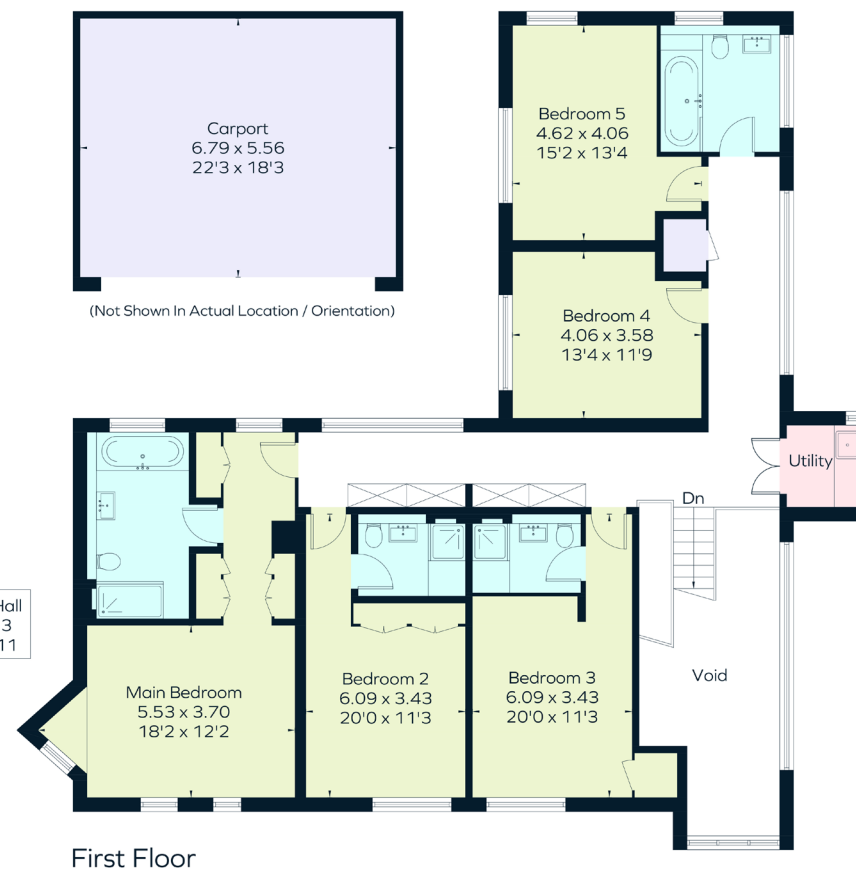 Carport
6.79 x 5.56
22'3 x 18'3
(Not Shown In Actual Location / Orientation)
Bedroom 5
4.62 x 4.06
15'2 x 13'4
Bedroom 4
4.06 x 3.58
13'4 x 11'9
Utility
Dn
Hall
3
11
Main Bedroom
5.53 x 3.70
18'2 x 12'2
Bedroom 2
6.09 x 3.43
20'0 x 11'3
Bedroom 3
6.09 x 3.43
20'0 x 11'3
Void
First Floor